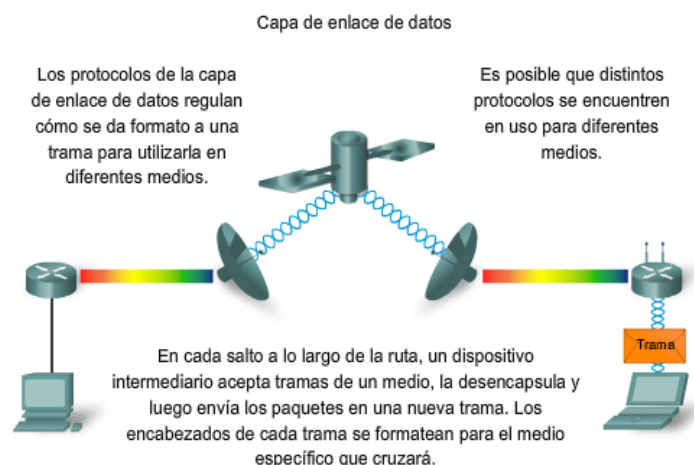 Capa de enlace de datos
Los protocolos de la capa
de enlace de datos regulan
cómo se da formato a una
trama para utilizarla en
diferentes medios.
Es posible que distintos
protocolos se encuentren
en uso para diferentes
medios.
Trama
En cada salto a lo largo de la ruta, un dispositivo
intermediario acepta tramas de un medio, la desencapsula y
luego envía los paquetes en una nueva trama. Los
encabezados de cada trama se formatean para el medio
específico que cruzará.